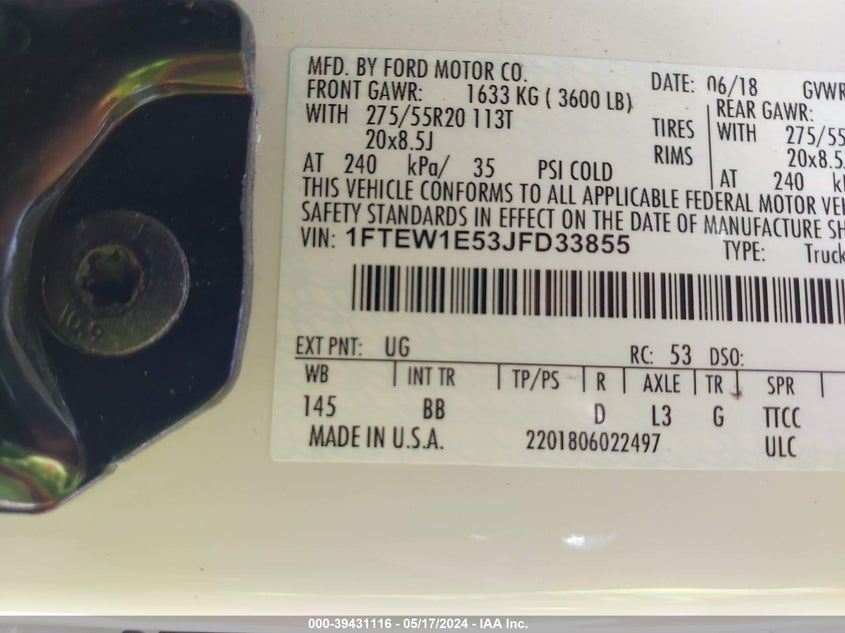 MFD. BY FORD MOTOR CO. DATE: 06/18 GVWR
FRONT GAWR: 1633 KG ( 3600 LB) REAR GAWR:
WITH 275/55R20 113T TIRES WITH 275/55
20x8.5J RIMS 20x8.5
AT 240 kPa/ 35 PSI COLD AT 240
THIS VEHICLE CONFORMS TO ALL APPLICABLE FEDERAL MOTOR VEH
SAFETY STANDARDS IN EFFECT ON THE DATE OF MANUFACTURE SH
VIN: 1FTEW1E53JFD33855 TYPE: Truck
EXT PNT: UG RC: 53 DSO:
WB INT TR TP/PS R AXLE TR SPR
145 BB D L3 G TTCC
MADE IN U.S.A. 2201806022497 ULC
10.9
000-39431116 - 05/17/2024 - IAA Inc.